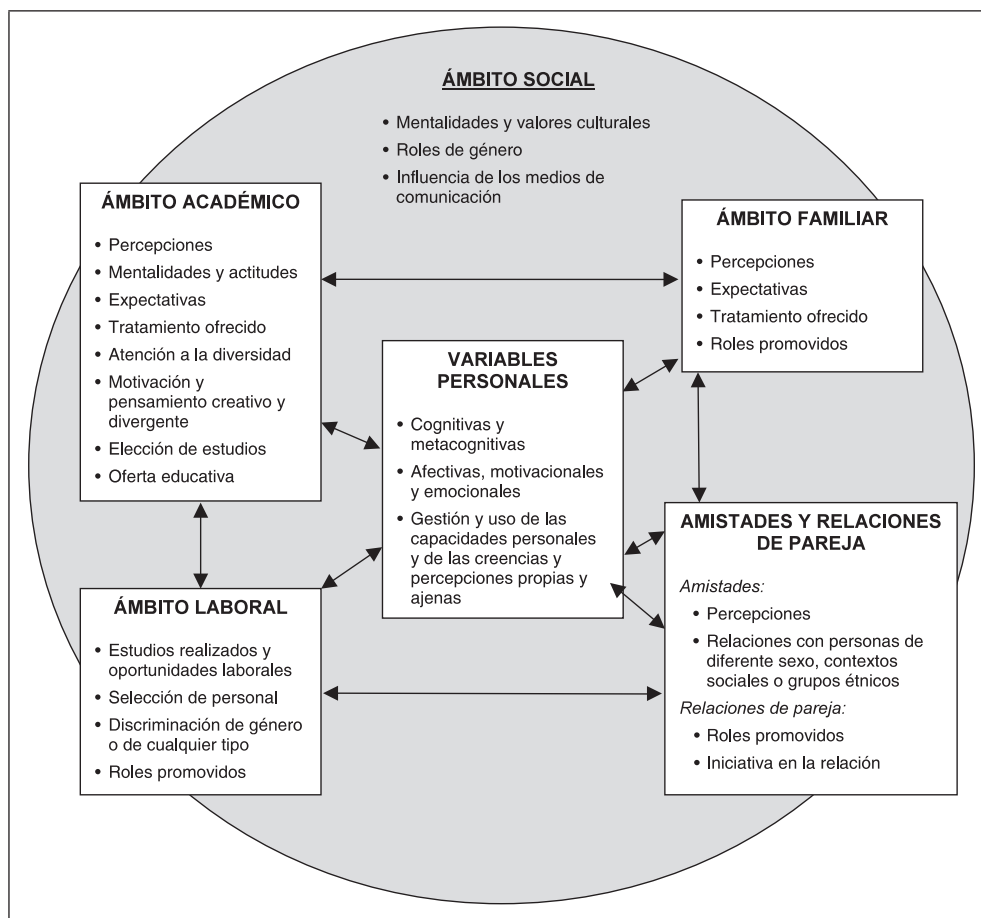 ÁMBITO SOCIAL
• Mentalidades y valores culturales
• Roles de género
• Influencia de los medios de
comunicación
ÁMBITO ACADÉMICO
• Percepciones
• Mentalidades y actitudes
• Expectativas
• Tratamiento ofrecido
• Atención a la diversidad
• Motivación y
pensamiento creativo y
divergente
• Elección de estudios
• Oferta educativa
ÁMBITO FAMILIAR
• Percepciones
• Expectativas
• Tratamiento ofrecido
• Roles promovidos
VARIABLES
PERSONALES
• Cognitivas y
metacognitivas
• Afectivas, motivacionales
y emocionales
• Gestión y uso de las
capacidades personales
y de las creencias y
percepciones propias y
ajenas
ÁMBITO LABORAL
• Estudios realizados y
oportunidades laborales
• Selección de personal
• Discriminación de género
o de cualquier tipo
• Roles promovidos
AMISTADES Y RELACIONES
DE PAREJA
Amistades:
• Percepciones
• Relaciones con personas de
diferente sexo, contextos
sociales o grupos étnicos
Relaciones de pareja:
• Roles promovidos
• Iniciativa en la relación